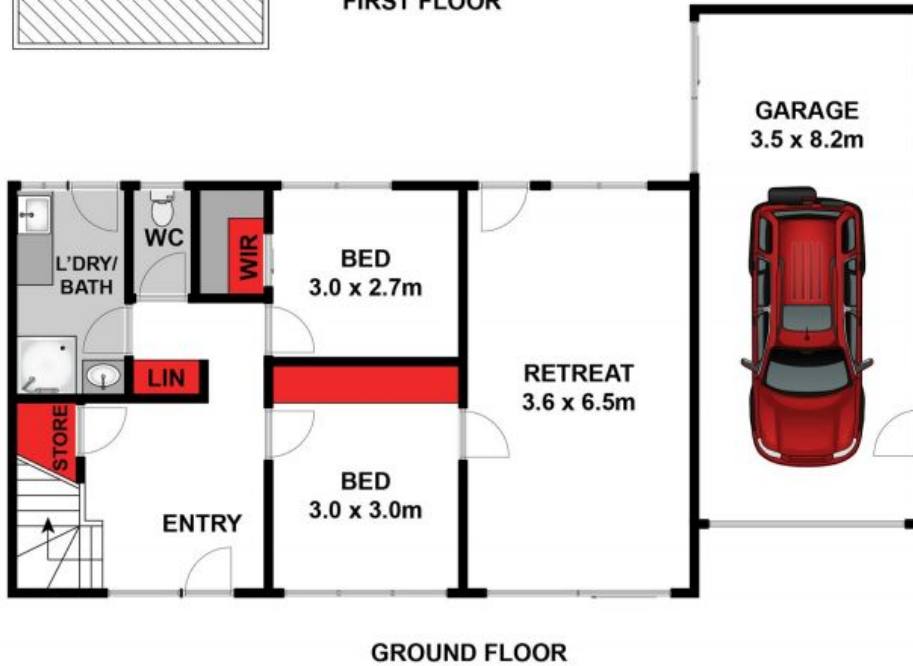 FIRST FLOOR
GARAGE
3.5 x 8.2m
WC
WIR
L'DRY/
BATH
BED
3.0 x 2.7m
LIN
RETREAT
3.6 x 6.5m
STORE
BED
3.0 x 3.0m
ENTRY
GROUND FLOOR